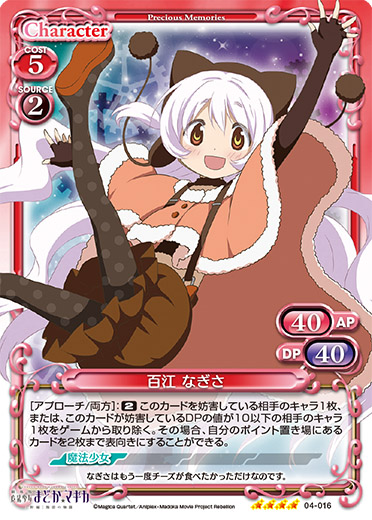 Precious Memories
Character
COST
5
SOURCE
2
40 AP
DP 40
百江 なぎさ
[アプローチ/両方]:2このカードを妨害している相手のキャラ1枚、
または、このカードが妨害しているDPの値が10以下の相手のキャラ
1枚をゲームから取り除く。その場合、自分のポイント置き場にある
カードを2枚まで表向きにすることができる。
魔法少女
なぎさはもう一度チーズが食べたかっただけなのです。
まどか☆マギカ
©Magica Quartet/Aniplex・Madoka Movie Project Rebellion
★★★★ 04-016